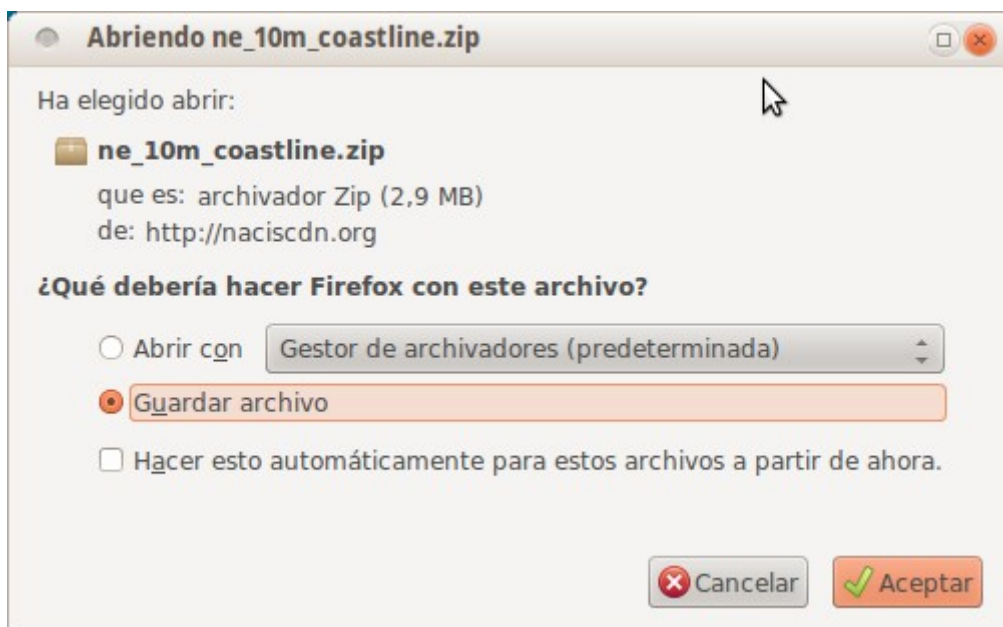 Abriendo ne_10m_coastline.zip
Ha elegido abrir:
ne_10m_coastline.zip
que es: archivador Zip (2,9 MB)
de: http://naciscdn.org
¿Qué debería hacer Firefox con este archivo?
Abrir con Gestor de archivadores (predeterminada)
Guardar archivo
Hacer esto automáticamente para estos archivos a partir de ahora.
Cancelar Aceptar